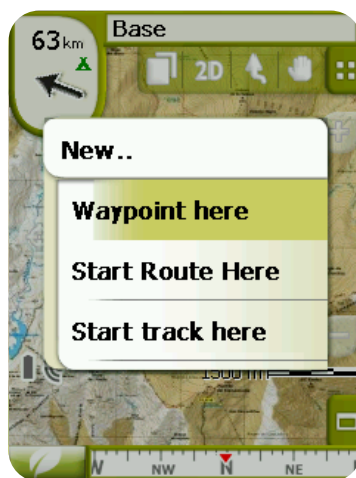 63km
Base
2D
New..
Waypoint here
Start Route Here
Start track here
1500 m
W NW N NE